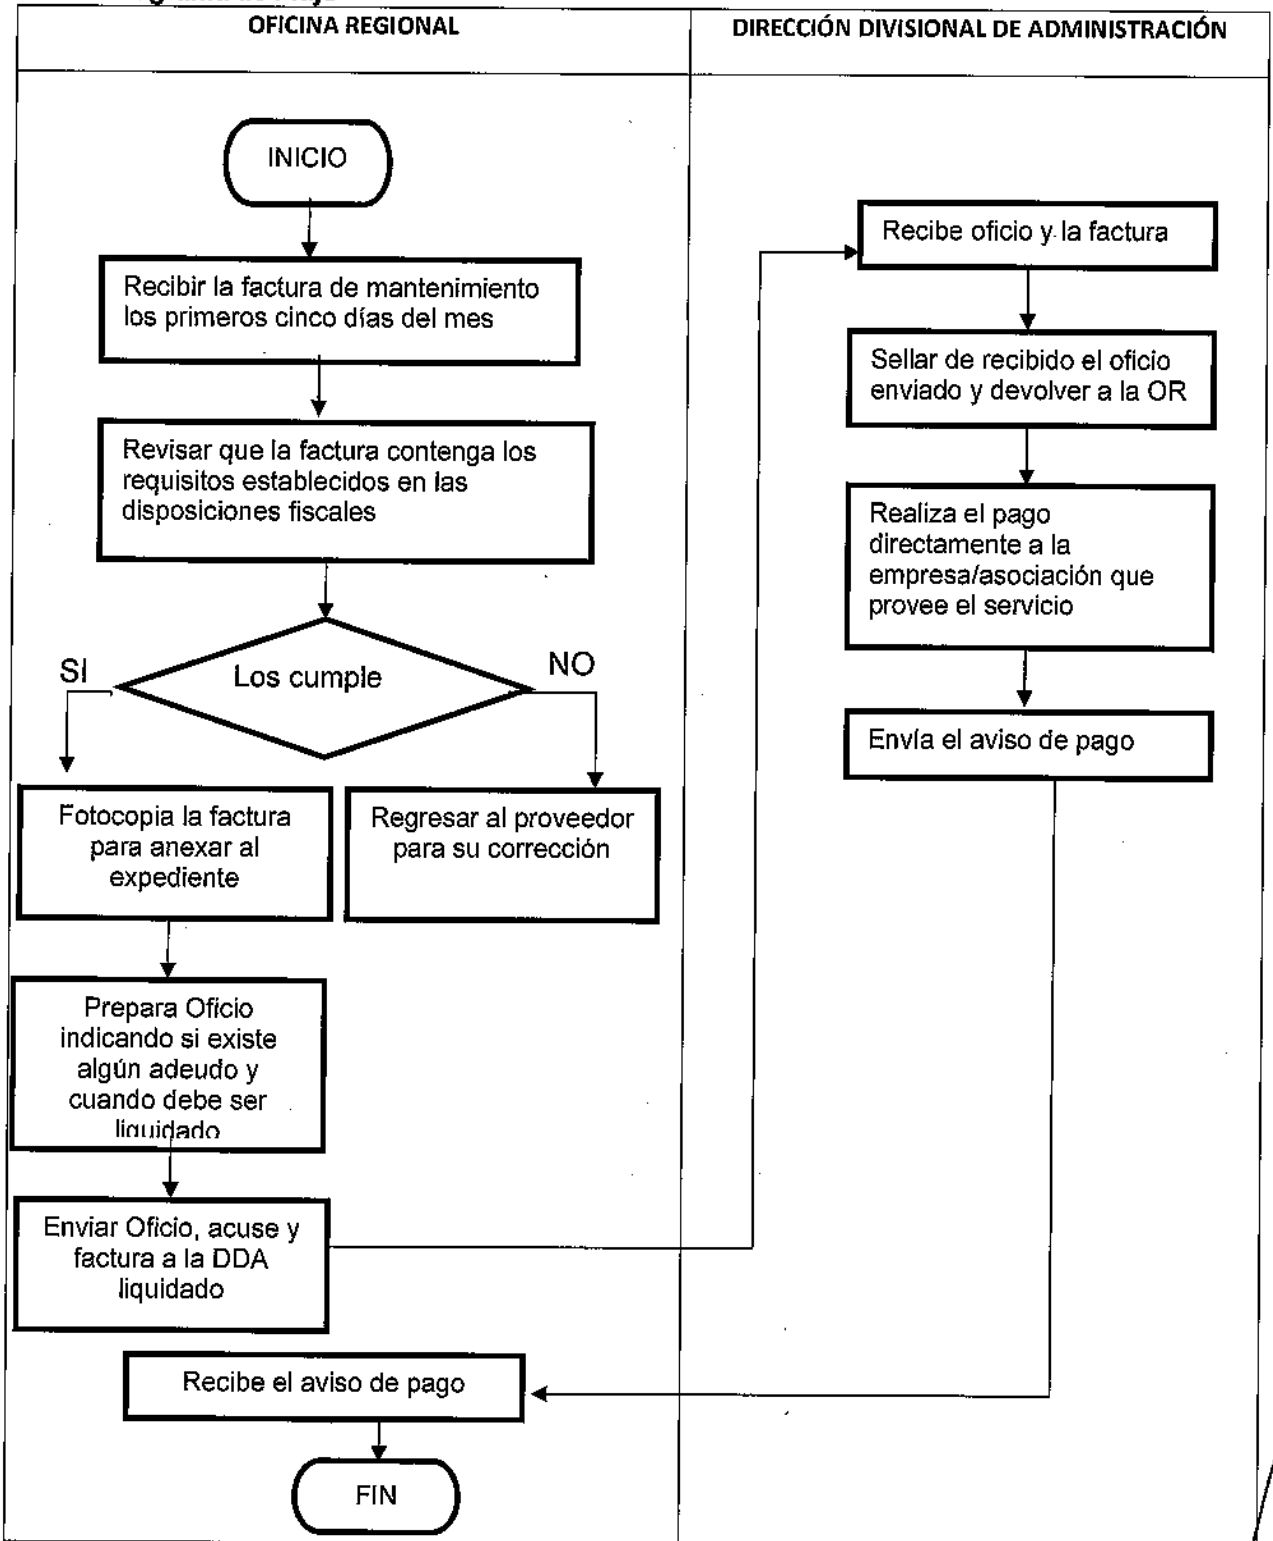 OFICINA REGIONAL
DIRECCIÓN DIVISIONAL DE ADMINISTRACIÓN
INICIO
Recibir la factura de mantenimiento
los primeros cinco días del mes
Revisar que la factura contenga los
requisitos establecidos en las
disposiciones fiscales
SI
Los cumple
NO
Fotocopia la factura
para anexar al
expediente
Regresar al proveedor
para su corrección
Prepara Oficio
indicando si existe
algún adeudo y
cuando debe ser
liquidado
Enviar Oficio, acuse y
factura a la DDA
liquidado
Recibe oficio y la factura
Sellar de recibido el oficio
enviado y devolver a la OR
Realiza el pago
directamente a la
empresa/asociación que
provee el servicio
Envía el aviso de pago
Recibe el aviso de pago
FIN